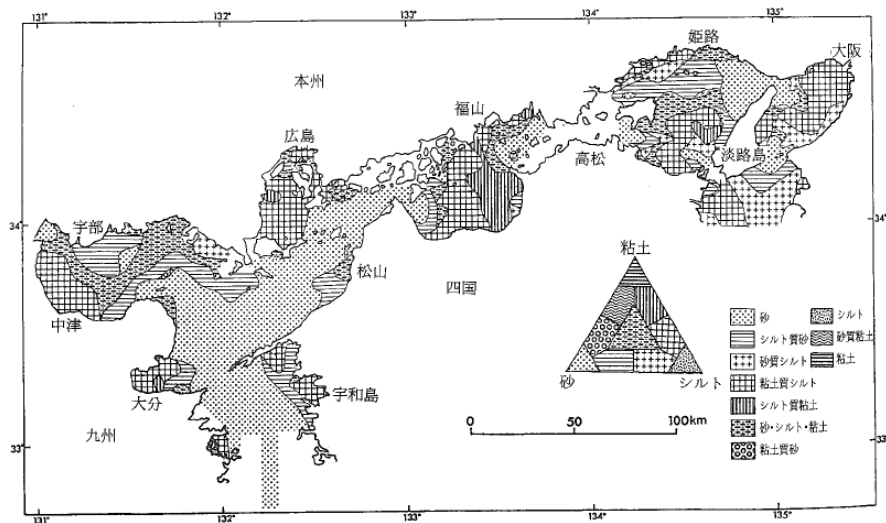 131° 132° 133° 134° 135°
姫路
大阪
本州
福山
広島
高松
淡路島
34°
34°
宇部
粘土
松山
四国
中津
砂
シルト
シルト質砂
砂質粘土
砂質シルト
粘土
粘土質シルト
シルト質粘土
砂・シルト・粘土
粘土質砂
砂
シルト
大分
宇和島
0 50 100km
九州
33°
33°
131° 132° 133° 134° 135°